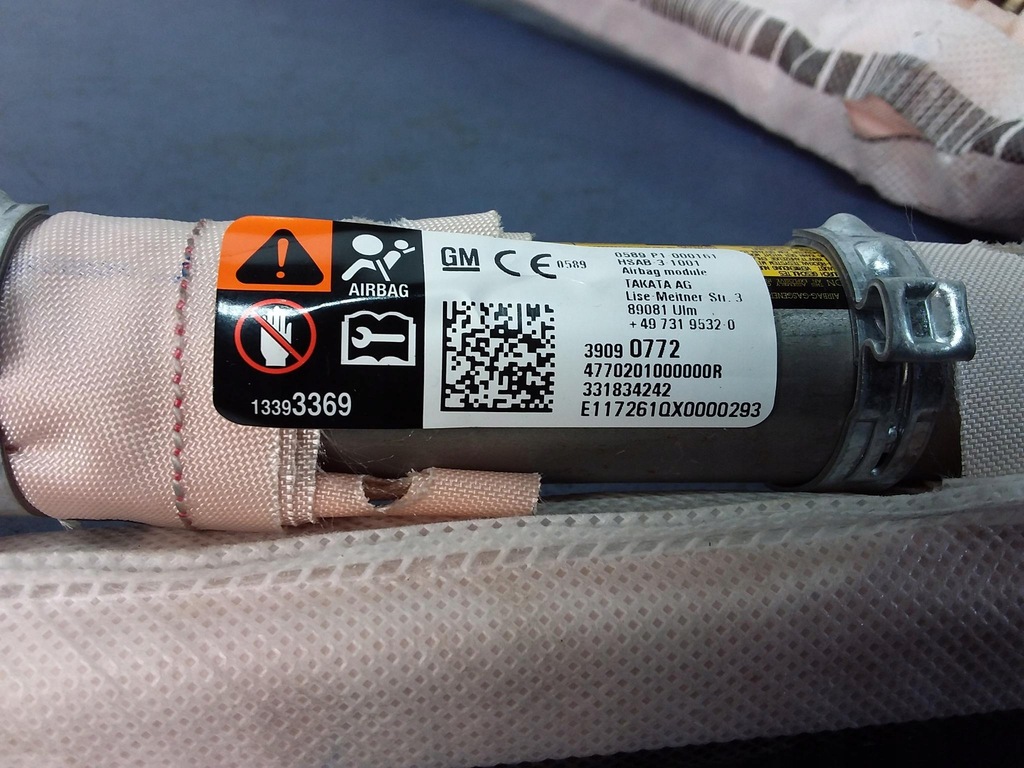 AIRBAG
13393369
GM CE 0589
0589 P1 000161
HSAB 3 Y001
Airbag module
TAKATA AG
Lise-Meitner Str. 3
89081 Ulm
+49 731 9532 0
3909 0772
4770201000000R
331834242
E117261QX0000293